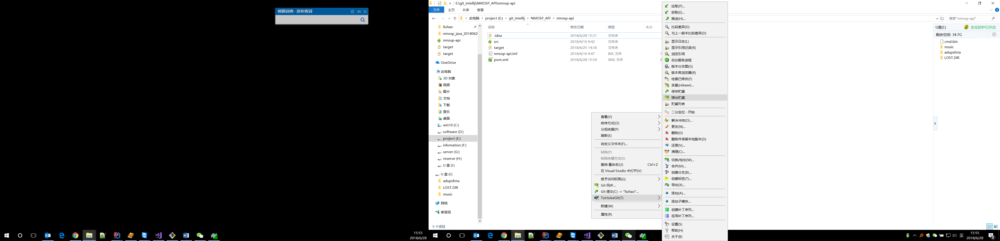 欧路词典 - 迷你查词
15:55
2018/6/28
E:\git_intellij\NMOSP_API\nmosp-api
文件
主页
共享
查看
此电脑
project (E:)
git_intellij
NMOSP_API
nmosp-api
搜索"nmosp-api"
liuhao
nmosp_java_2018062
nmosp-api
target
target
OneDrive
此电脑
3D 对象
视频
图片
文档
下载
音乐
桌面
win10 (C:)
software (D:)
project (E:)
infomation (F:)
server (G:)
reserve (H:)
U 盘 (I:)
U 盘 (I:)
adupsfota
LOST.DIR
music
网络
家庭组
5 个项目
名称 修改日期 类型 大小
.idea 2018/6/28 15:31 文件夹
src 2018/4/16 9:42 文件夹
target 2018/6/25 14:36 文件夹
nmosp-api.iml 2018/4/16 9:47 IML 文件 1
pom.xml 2018/6/28 15:54 XML 文件 2
查看(V)
排序方式(O)
分组依据(P)
刷新(E)
自定义文件夹(F)...
粘贴(P)
粘贴快捷方式(S)
撤消 重命名(U) Ctrl+Z
在 Visual Studio 中打开(V)
授予访问权限(G)
Git 同步...
Git 提交(C) -> "liuhao"...
TortoiseGit(T)
新建(W)
属性(R)
拉取(P)...
获取(E)...
推送(H)...
比较差异(D)
与上一版本比较差异(D)
显示日志(L)
显示引用记录(R)
浏览引用
后台服务进程
版本分支图(G)
版本库浏览器(R)
检查已修改(F)
变基(rebase)...
保存贮藏
弹出贮藏
贮藏列表
二分定位 - 开始
解决冲突(O)...
更名(N)...
删除(D)
删除并保留本地副本(D)
还原(V)...
清理(C)...
切换/检出(W)...
合并(M)...
创建分支(B)...
创建标签(T)...
导出(X)...
添加(A)...
添加子模块...
创建补丁序列...
应用补丁序列...
设置(S)
帮助(H)
关于(B)
U盘(I:) 安全防护已开启
剩余空间: 34.7G
cmd.bin
music
adupsfota
LOST.DIR
英
15:55
2018/6/28
2